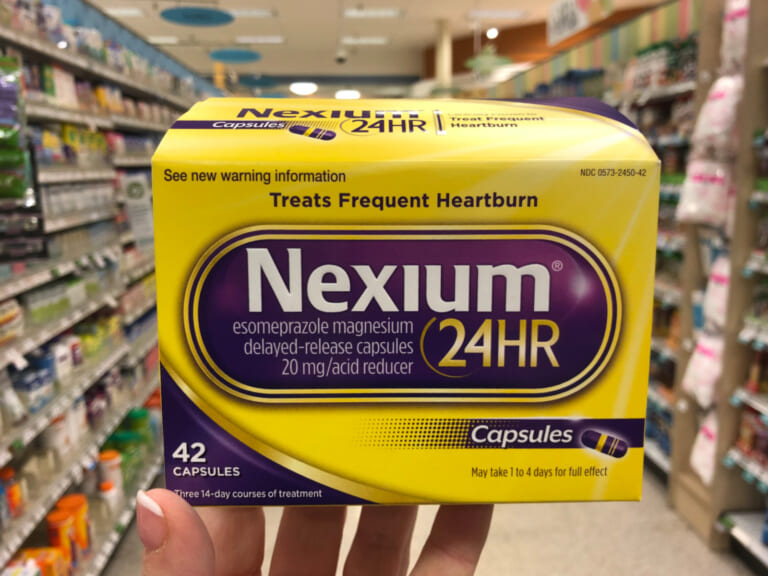 Nexium
Capsules 24HR
Treat Frequent
Heartburn
See new warning information
NDC 0573-2450-42
Treats Frequent Heartburn
Nexium®
esomeprazole magnesium
delayed-release capsules
20 mg/acid reducer
24HR
Capsules
42
CAPSULES
May take 1 to 4 days for full effect
Three 14-day courses of treatment